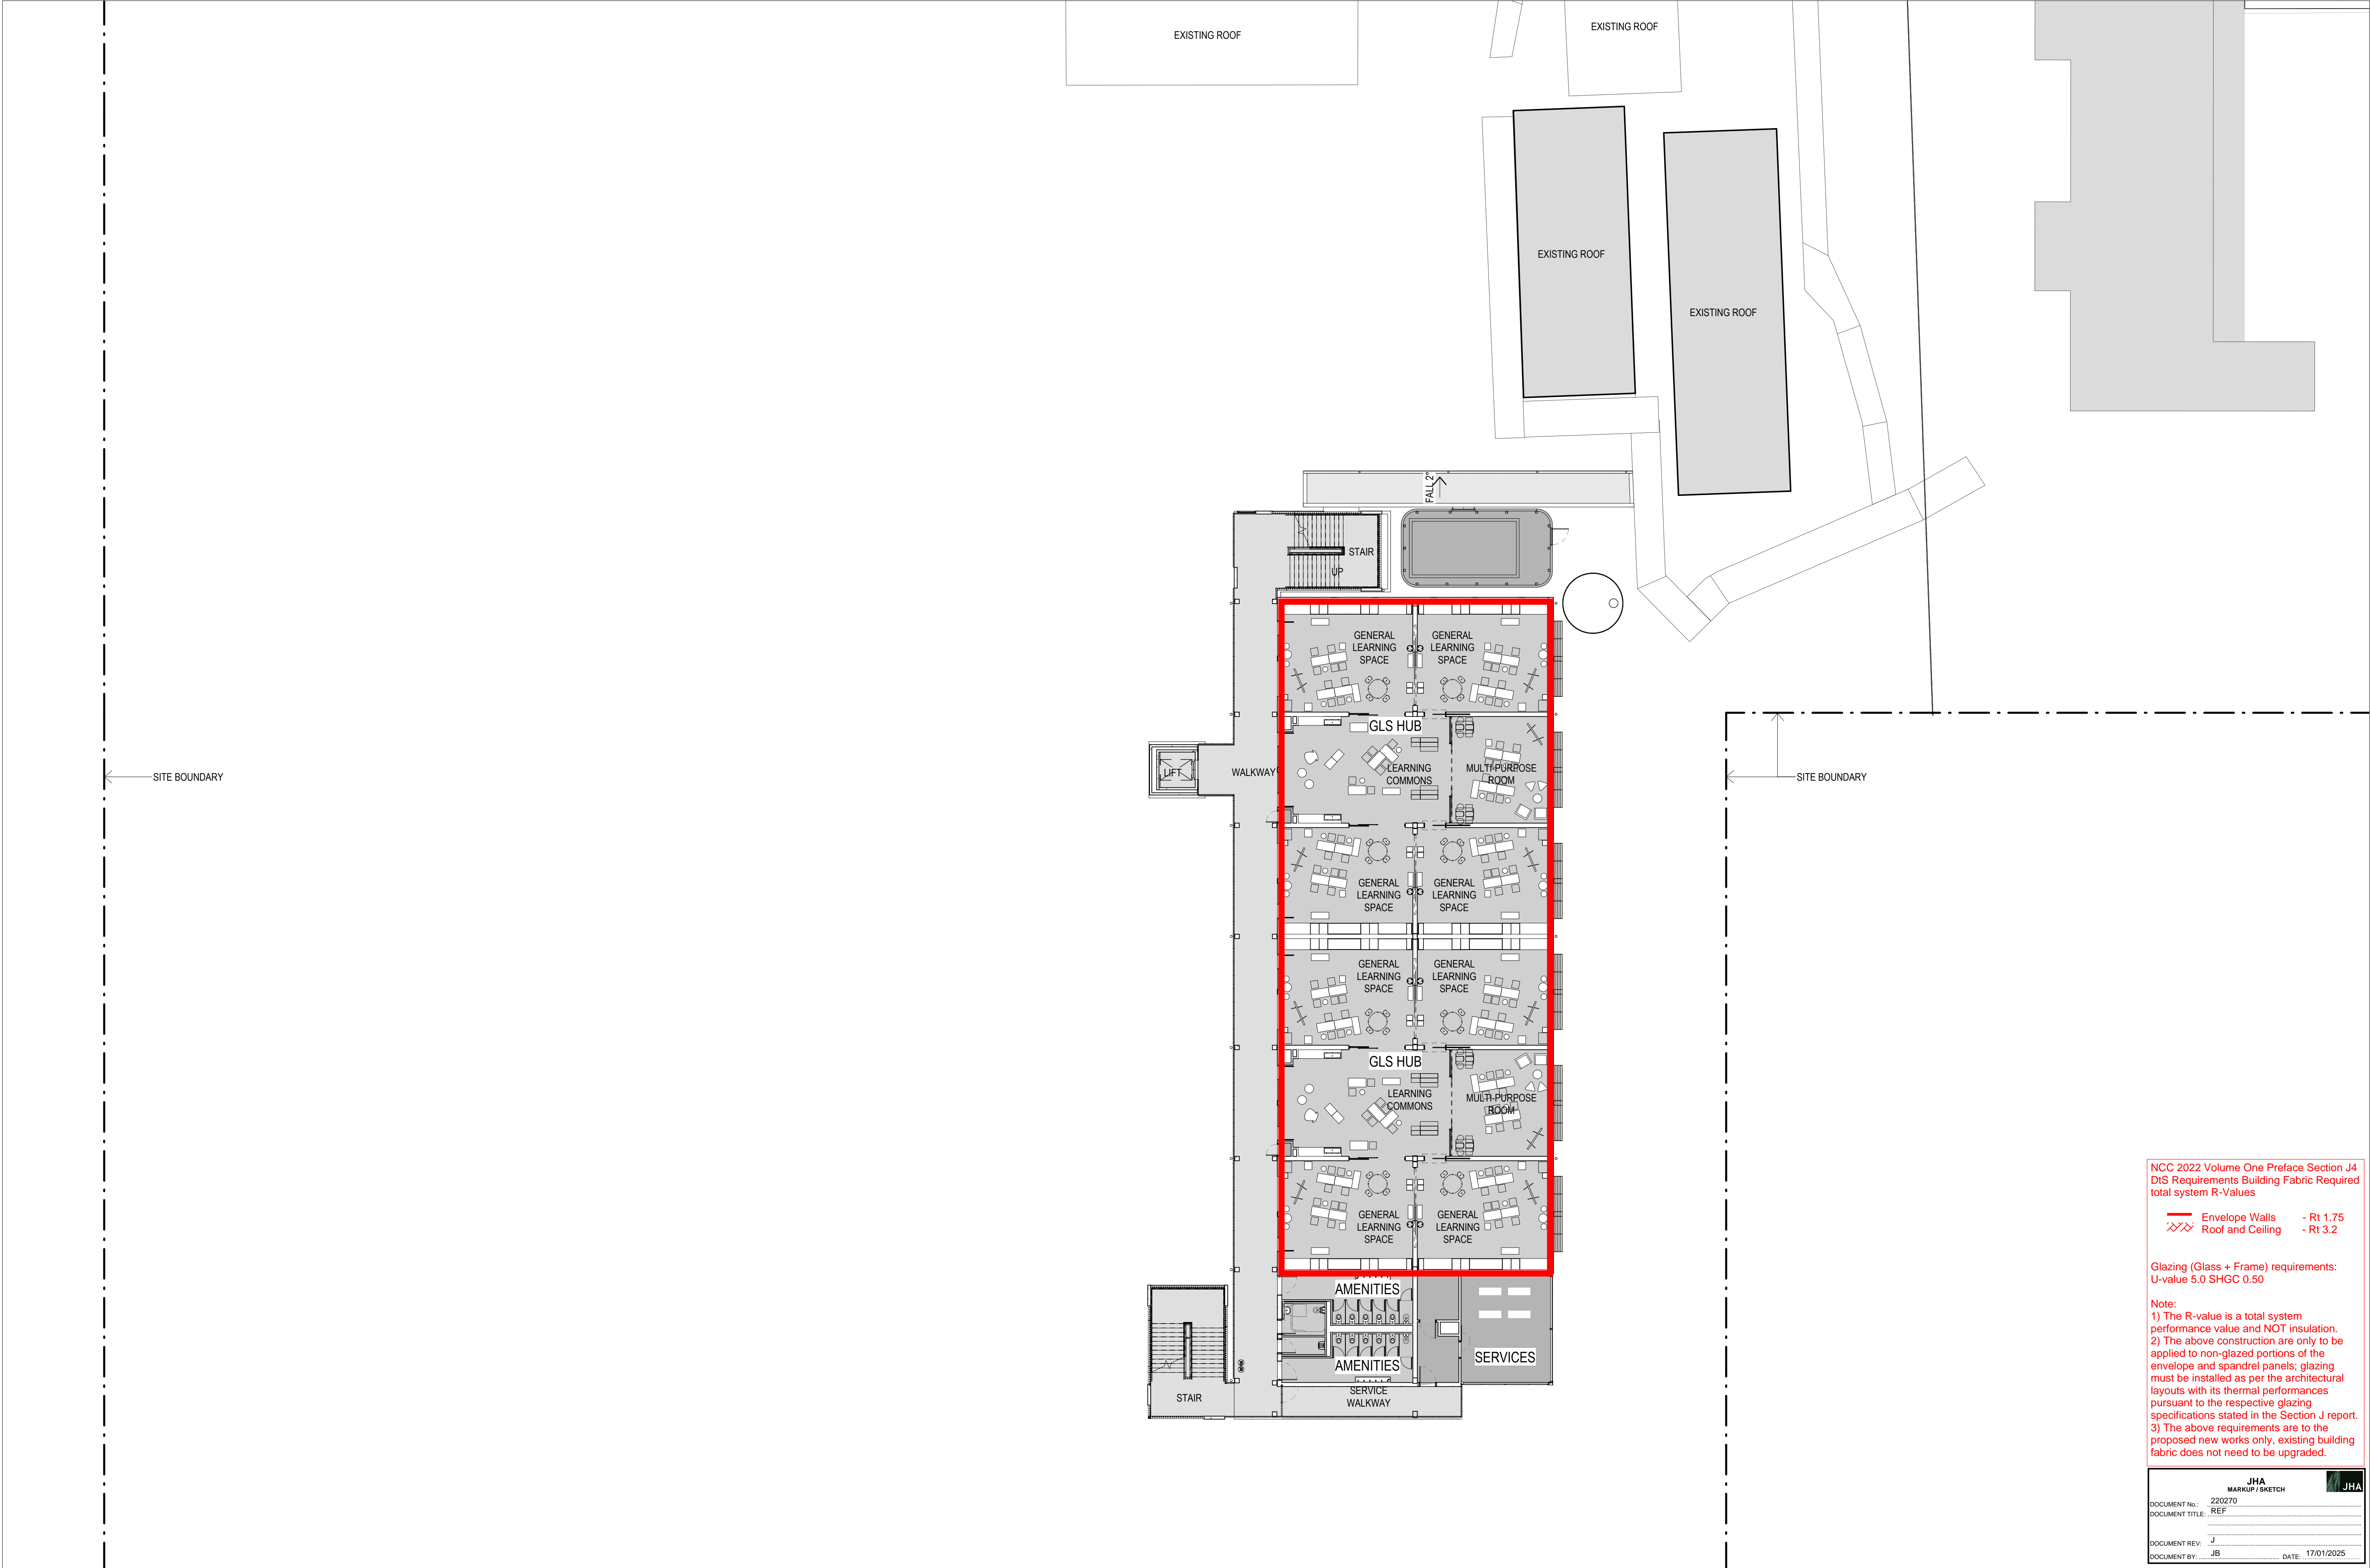 EXISTING ROOF
EXISTING ROOF
EXISTING ROOF
EXISTING ROOF
FALL 2°
STAIR
UP
GENERAL
LEARNING
SPACE
GENERAL
LEARNING
SPACE
GLS HUB
SITE BOUNDARY
LIFT
WALKWAY
LEARNING
COMMONS
MULTI-PURPOSE
ROOM
SITE BOUNDARY
GENERAL
LEARNING
SPACE
GENERAL
LEARNING
SPACE
GENERAL
LEARNING
SPACE
GENERAL
LEARNING
SPACE
GLS HUB
LEARNING
COMMONS
MULTI-PURPOSE
ROOM
GENERAL
LEARNING
SPACE
GENERAL
LEARNING
SPACE
AMENITIES
SERVICES
AMENITIES
STAIR
SERVICE
WALKWAY
NCC 2022 Volume One Preface Section J4
DtS Requirements Building Fabric Required
total system R-Values
Envelope Walls - Rt 1.75
Roof and Ceiling - Rt 3.2
Glazing (Glass + Frame) requirements:
U-value 5.0 SHGC 0.50
Note:
1) The R-value is a total system
performance value and NOT insulation.
2) The above construction are only to be
applied to non-glazed portions of the
envelope and spandrel panels; glazing
must be installed as per the architectural
layouts with its thermal performances
pursuant to the respective glazing
specifications stated in the Section J report.
3) The above requirements are to the
proposed new works only, existing building
fabric does not need to be upgraded.
JHA
MARKUP / SKETCH
JHA
DOCUMENT No.: 220270
DOCUMENT TITLE: REF
DOCUMENT REV: J
DOCUMENT BY: JB DATE: 17/01/2025